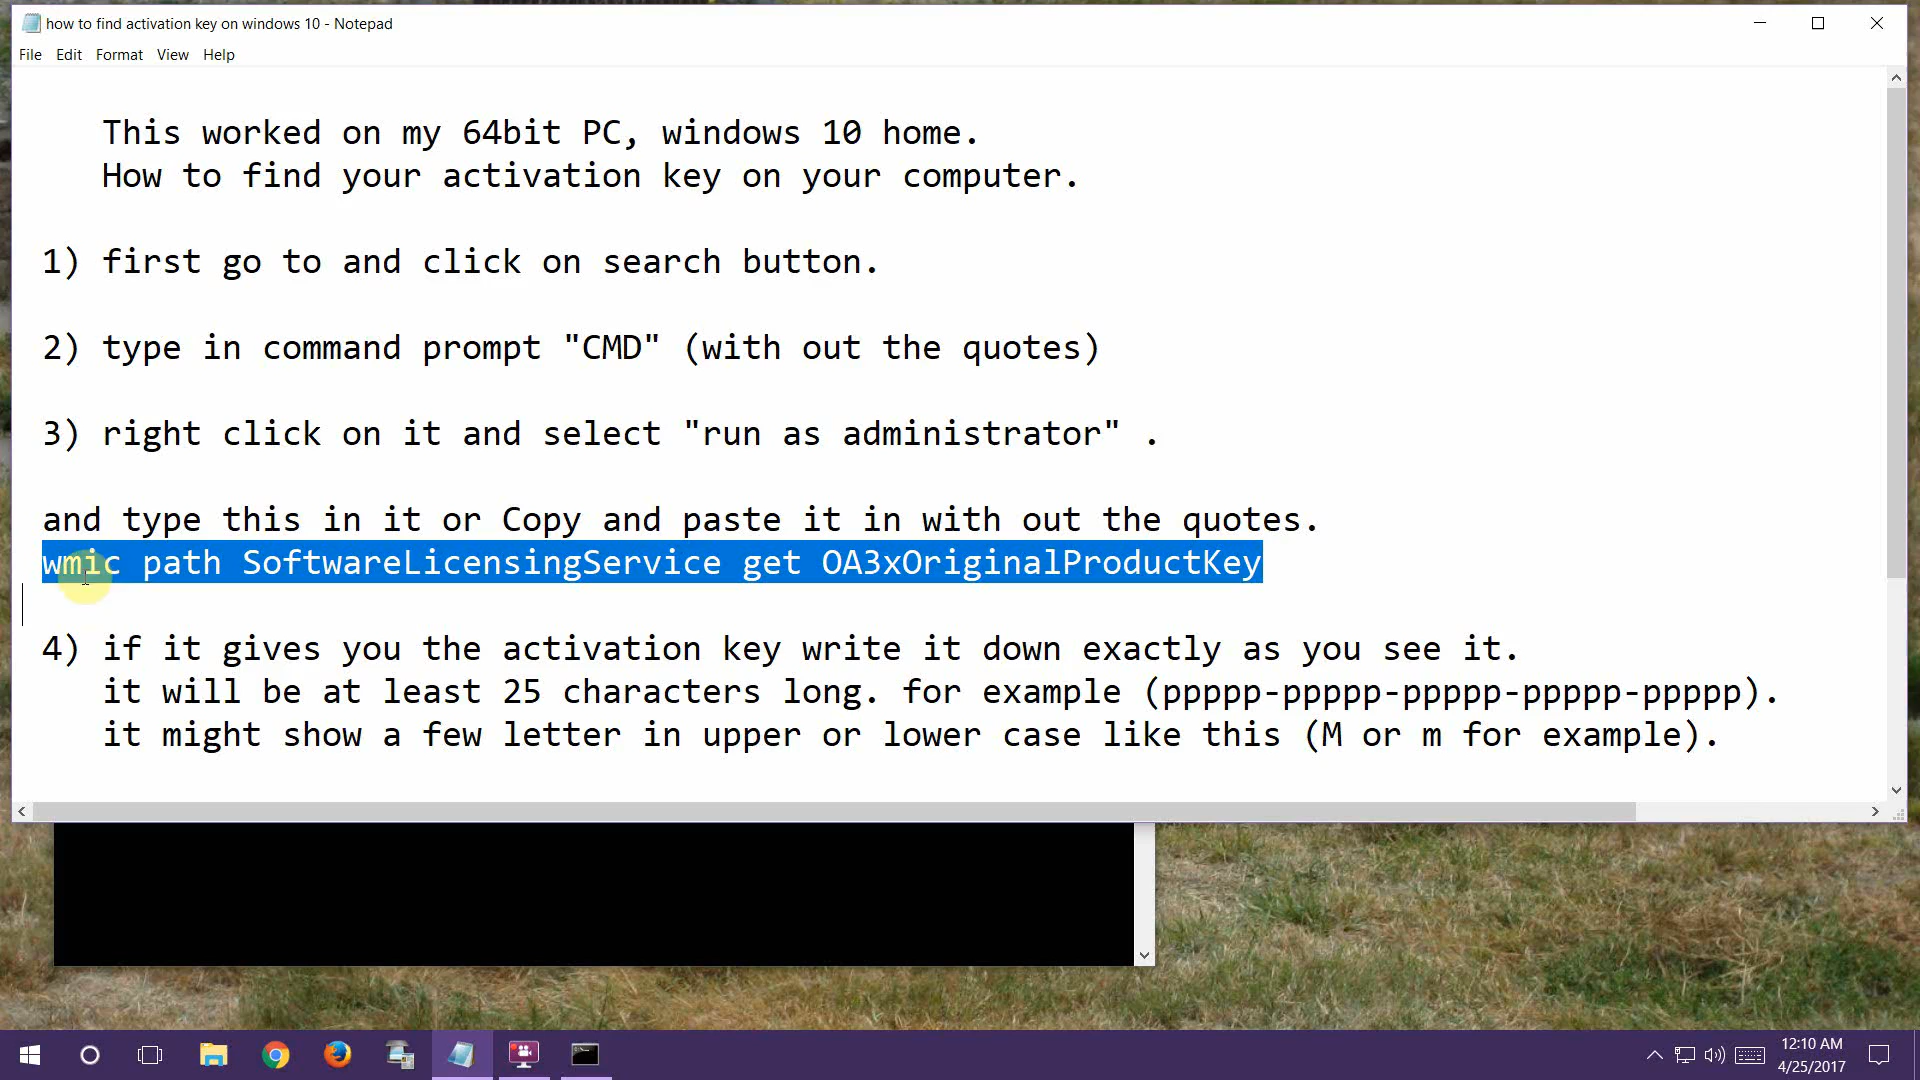 how to find activation key on windows 10 - Notepad
File Edit Format View Help
This worked on my 64bit PC, windows 10 home.
How to find your activation key on your computer.
1) first go to and click on search button.
2) type in command prompt "CMD" (with out the quotes)
3) right click on it and select "run as administrator" .
and type this in it or Copy and paste it in with out the quotes.
wmic path SoftwareLicensingService get OA3xOriginalProductKey
4) if it gives you the activation key write it down exactly as you see it.
it will be at least 25 characters long. for example (ppppp-ppppp-ppppp-ppppp-ppppp).
it might show a few letter in upper or lower case like this (M or m for example).
12:10 AM
4/25/2017